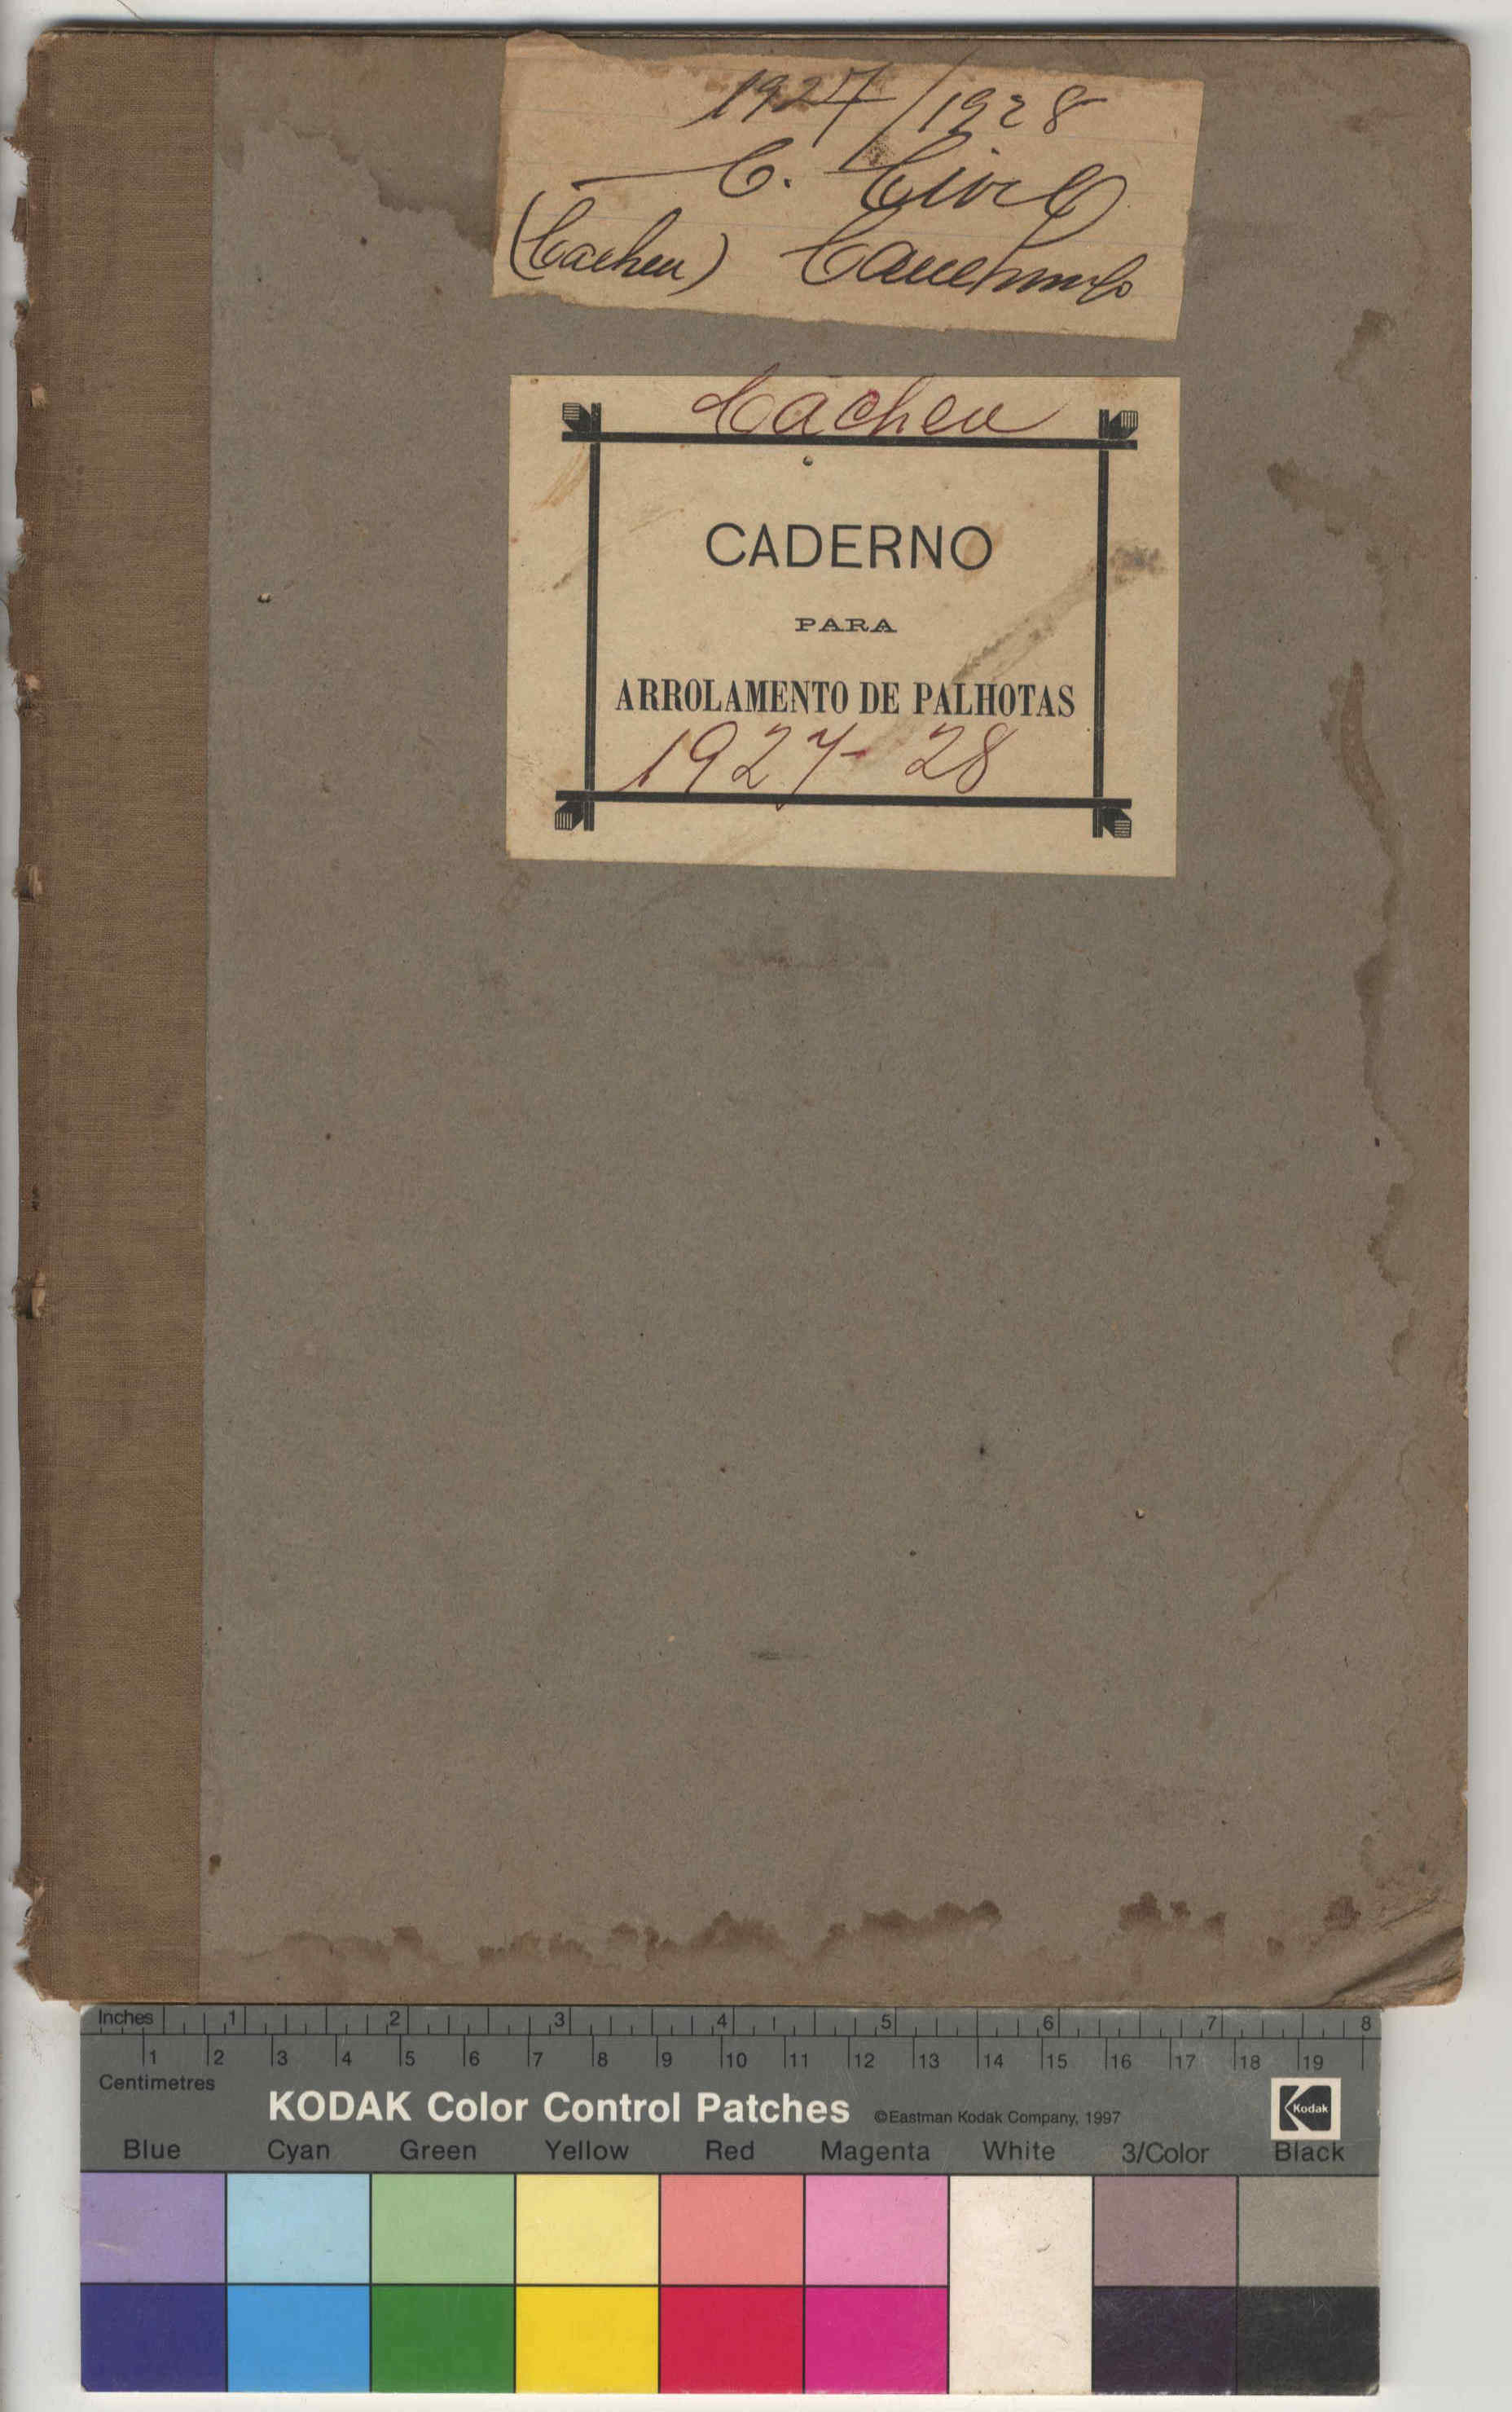 1927/1928
C. Civil
(Cacheu)
Cacheu
CADERNO
PARA
ARROLAMENTO DE PALHOTAS
1927-28
Inches 1 2 3 4 5 6 7 8
1 2 3 4 5 6 7 8 9 10 11 12 13 14 15 16 17 18 19
Centimetres
KODAK Color Control Patches ©Eastman Kodak Company, 1997 Kodak
Blue Cyan Green Yellow Red Magenta White 3/Color Black